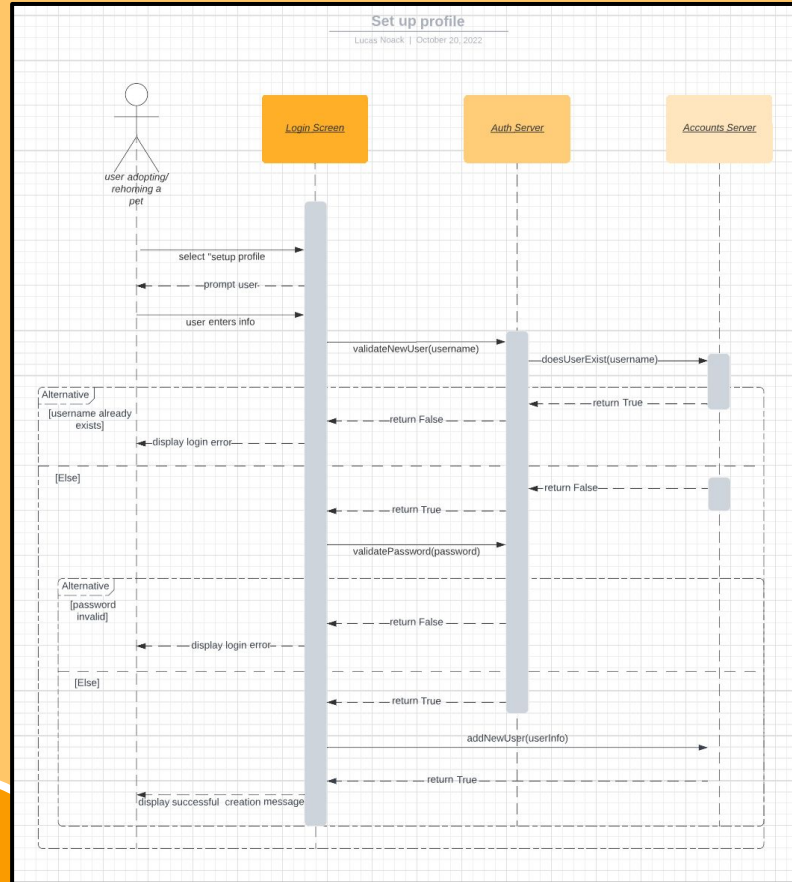 Set up profile
Lucas Noack | October 20, 2022
Login Screen
Auth Server
Accounts Server
user adopting/
rehoming a
pet
select "setup profile
prompt user
user enters info
validateNewUser(username)
doesUserExist(username)
Alternative
return True
[username already
exists]
return False
display login error
[Else]
return False
return True
validatePassword(password)
Alternative
[password
invalid]
return False
display login error
[Else]
return True
addNewUser(userInfo)
return True
display successful creation message